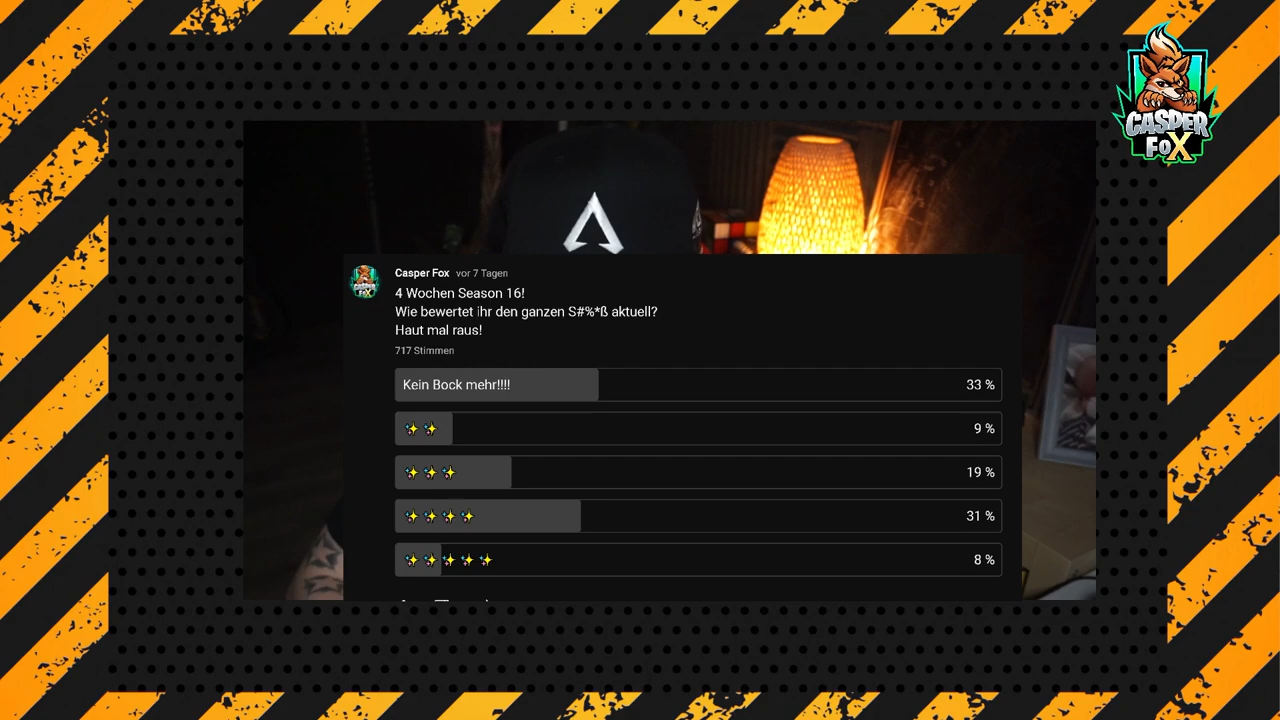 CASPER
FOX
Casper Fox vor 7 Tagen
4 Wochen Season 16!
Wie bewertet ihr den ganzen S#%*ß aktuell?
Haut mal raus!
717 Stimmen
Kein Bock mehr!!!! 33 %
✨✨ 9 %
✨✨✨ 19 %
✨✨✨✨ 31 %
✨✨✨✨✨ 8 %